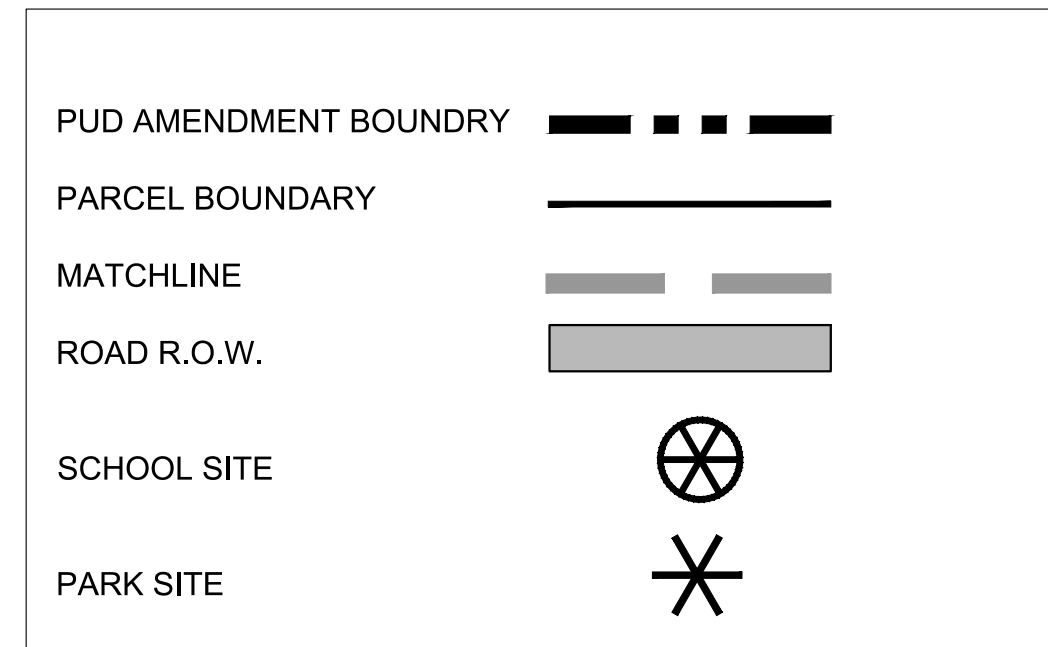 PUD AMENDMENT BOUNDRY
PARCEL BOUNDARY
MATCHLINE
ROAD R.O.W.
SCHOOL SITE
PARK SITE